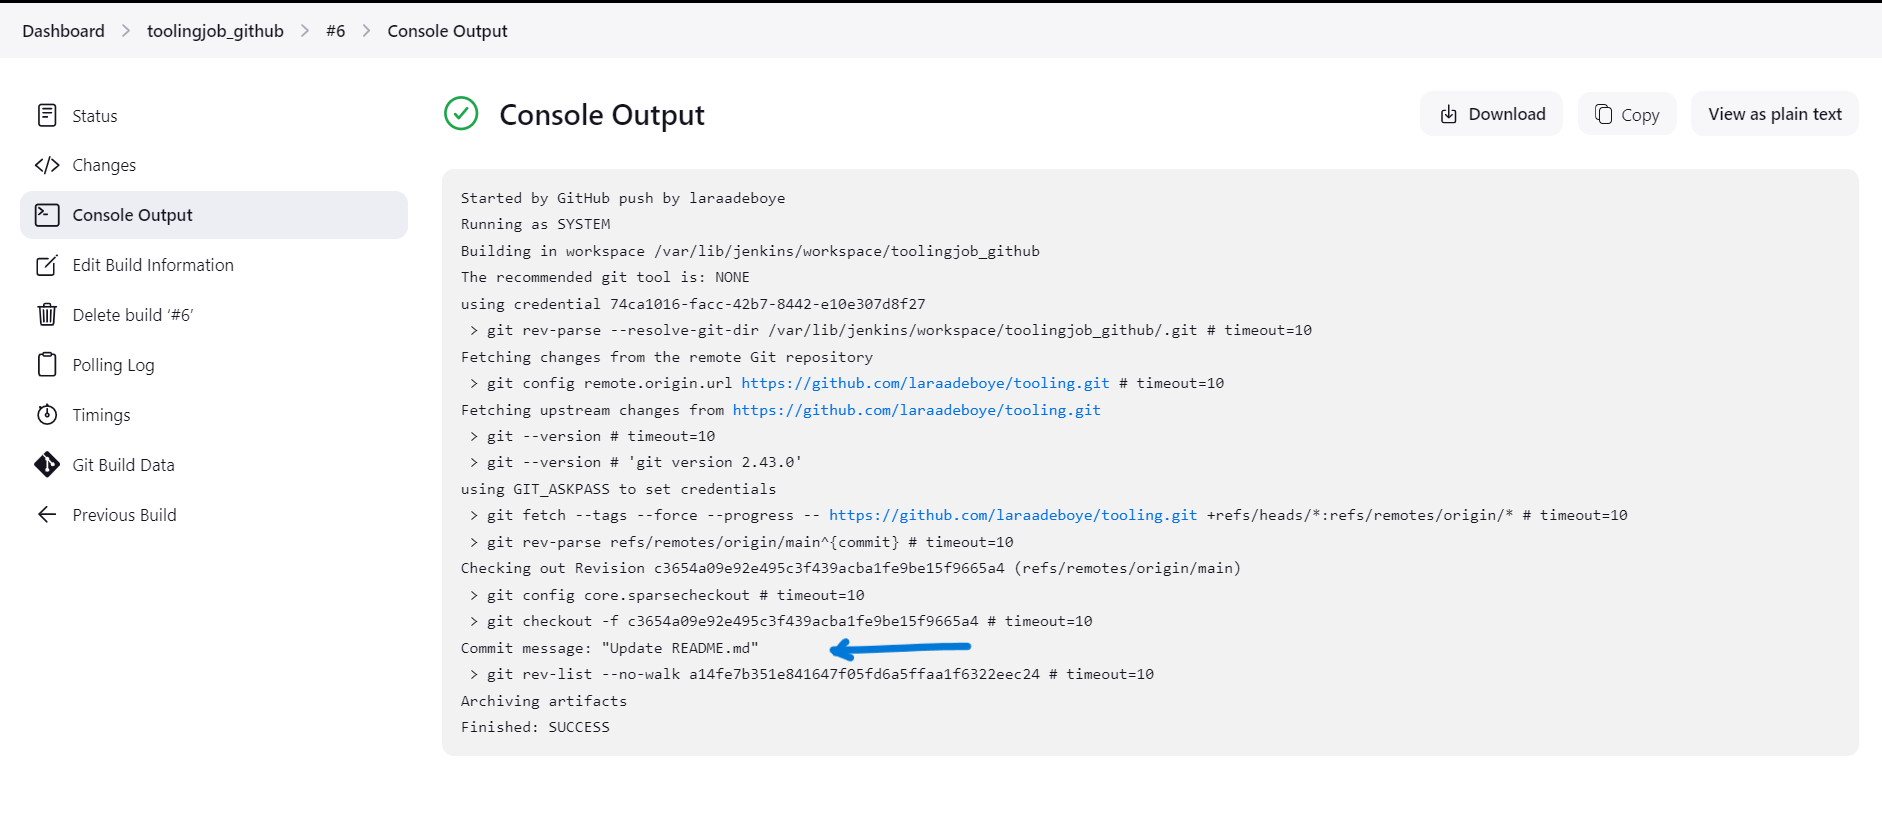 Dashboard > toolingjob_github > #6 > Console Output
Status
Changes
Console Output
Edit Build Information
Delete build ‘#6’
Polling Log
Timings
Git Build Data
Previous Build
Console Output
Download
Copy
View as plain text
Started by GitHub push by laraadeboye
Running as SYSTEM
Building in workspace /var/lib/jenkins/workspace/toolingjob_github
The recommended git tool is: NONE
using credential 74ca1016-facc-42b7-8442-e10e307d8f27
> git rev-parse --resolve-git-dir /var/lib/jenkins/workspace/toolingjob_github/.git # timeout=10
Fetching changes from the remote Git repository
> git config remote.origin.url https://github.com/laraadeboye/tooling.git # timeout=10
Fetching upstream changes from https://github.com/laraadeboye/tooling.git
> git --version # timeout=10
> git --version # 'git version 2.43.0'
using GIT_ASKPASS to set credentials
> git fetch --tags --force --progress -- https://github.com/laraadeboye/tooling.git +refs/heads/*:refs/remotes/origin/* # timeout=10
> git rev-parse refs/remotes/origin/main^{commit} # timeout=10
Checking out Revision c3654a09e92e495c3f439acba1fe9be15f9665a4 (refs/remotes/origin/main)
> git config core.sparsecheckout # timeout=10
> git checkout -f c3654a09e92e495c3f439acba1fe9be15f9665a4 # timeout=10
Commit message: "Update README.md"
> git rev-list --no-walk a14fe7b351e841647f05fd6a5ffaa1f6322eec24 # timeout=10
Archiving artifacts
Finished: SUCCESS